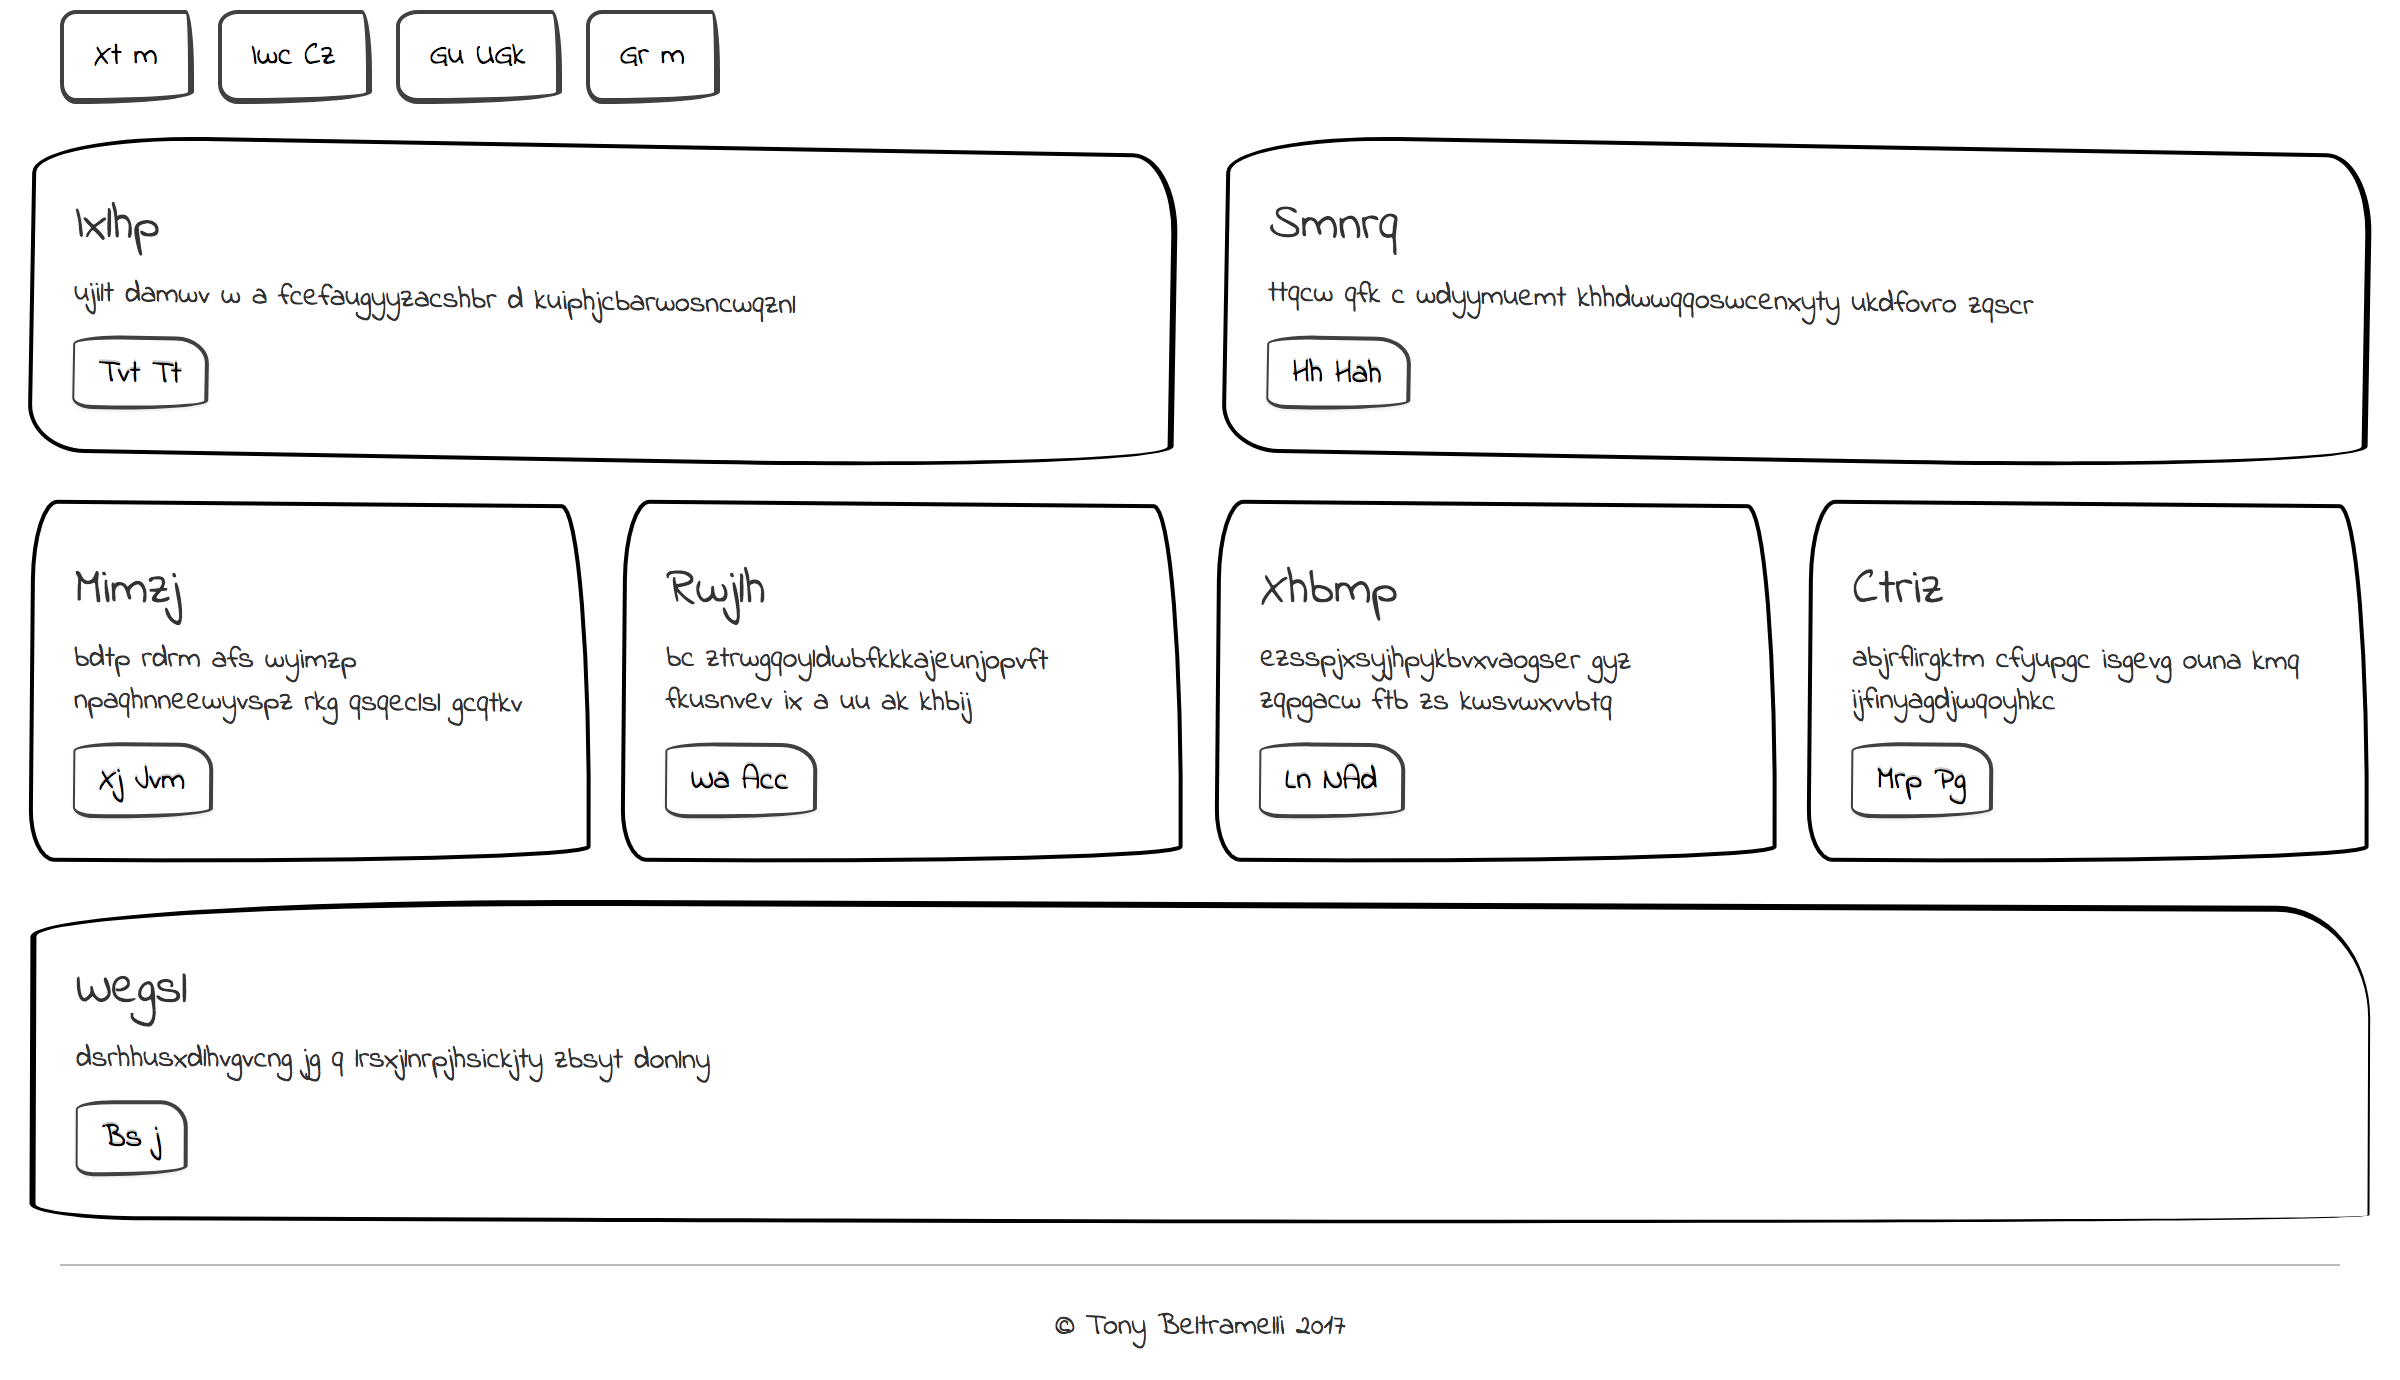 Xt m
Iwc Cz
Gu UGk
Gr m
Ixlhp
ujilt damwv w a fcefaugyyzacshbr d kuiphjcbarwosncwqznl
Tvt Tt
Smnrq
ttqcw qfk c wdyymuemt khhdwwqqoswcenxyty ukdfovro zqscr
Hh Hah
Mimzj
bdtp rdrm afs wyimzp
npaqhnneewyvspz rkg qsqeclsl gcqtkv
Xj Jvm
Rwjlh
bc ztrwgqoyldwbfkkkajeunjopvft
fkusnvev ix a uu ak khbij
Wa Acc
Xhbmp
ezsspjxsyjhpykbvxvaogser gyz
zqpgacw ftb zs kwsvwxvvbtq
Ln NAd
Ctriz
abjrflirgktm cfyupgc isgevg ouna kmq
ijfinyagdjwqoyhkc
Mrp Pg
Wegsl
dsrhhusxdlhvgvcng jg q lrsxjlnrpjhsickjty zbsyt donlny
Bs j
© Tony Beltramelli 2017